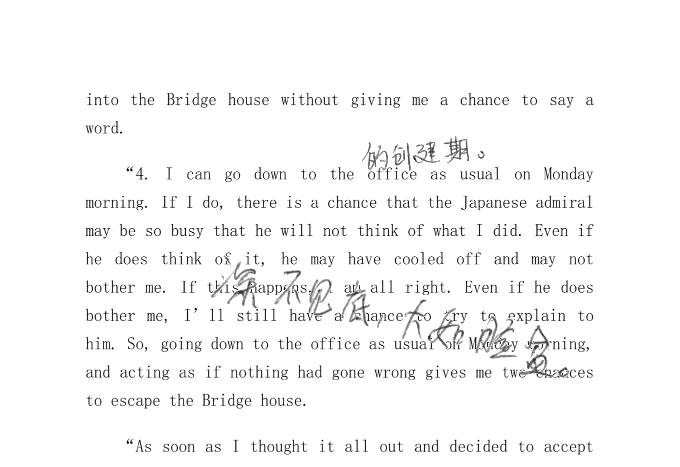 into the Bridge house without giving me a chance to say a
word.
的创建期。
“4. I can go down to the office as usual on Monday
morning. If I do, there is a chance that the Japanese admiral
may be so busy that he will not think of what I did. Even if
he does think of it, he may have cooled off and may not
bother me. If this happens, I am all right. Even if he does
深不见底，大如脸盆。
bother me, I’ll still have a chance to try to explain to
him. So, going down to the office as usual on Monday morning,
and acting as if nothing had gone wrong gives me two chances
to escape the Bridge house.
“As soon as I thought it all out and decided to accept